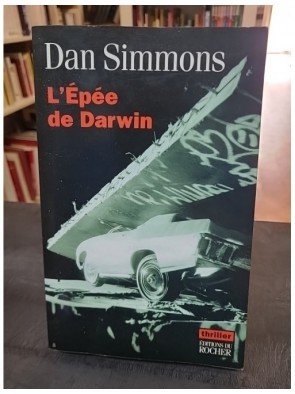 Dan Simmons
L'Épée
de Darwin
thriller
ÉDITIONS DU
ROCHER